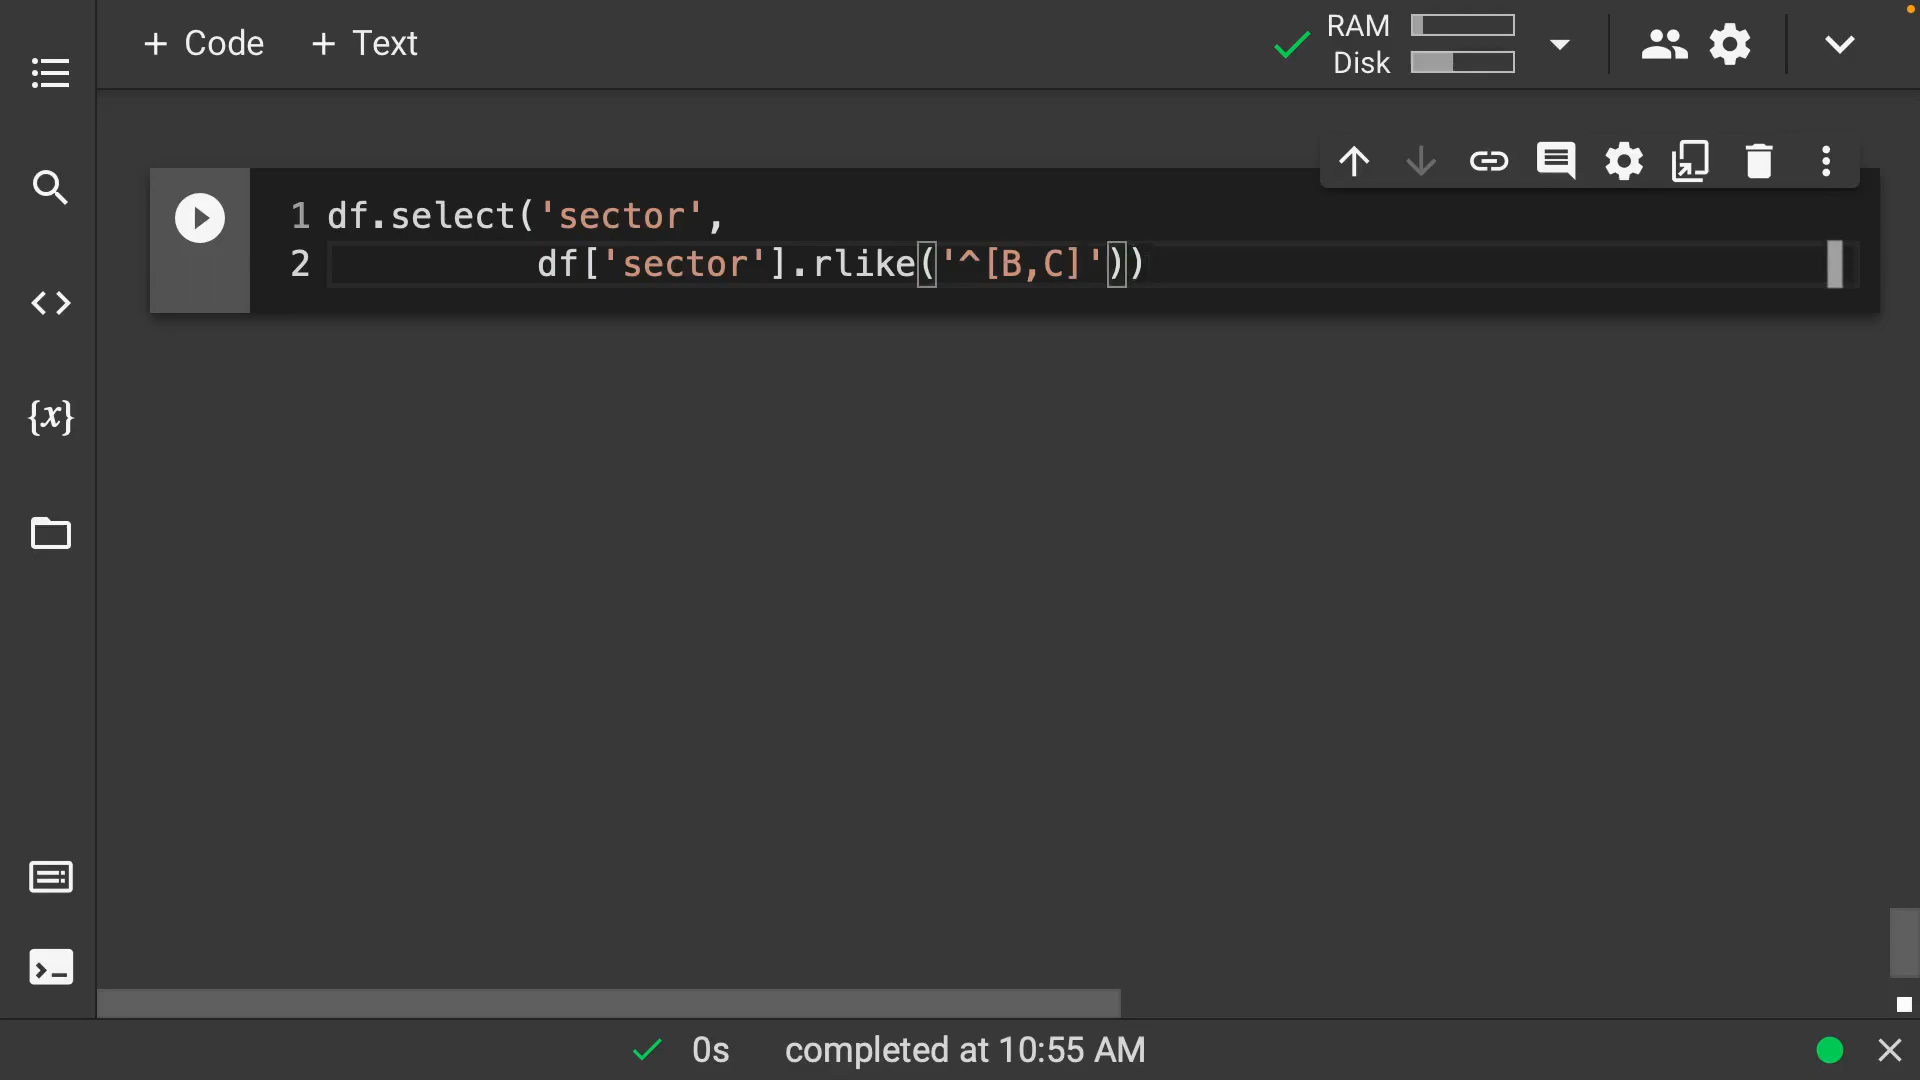 + Code + Text
RAM
Disk
1 df.select('sector',
2 df['sector'].rlike('^[B,C]'))
{x}
0s completed at 10:55 AM